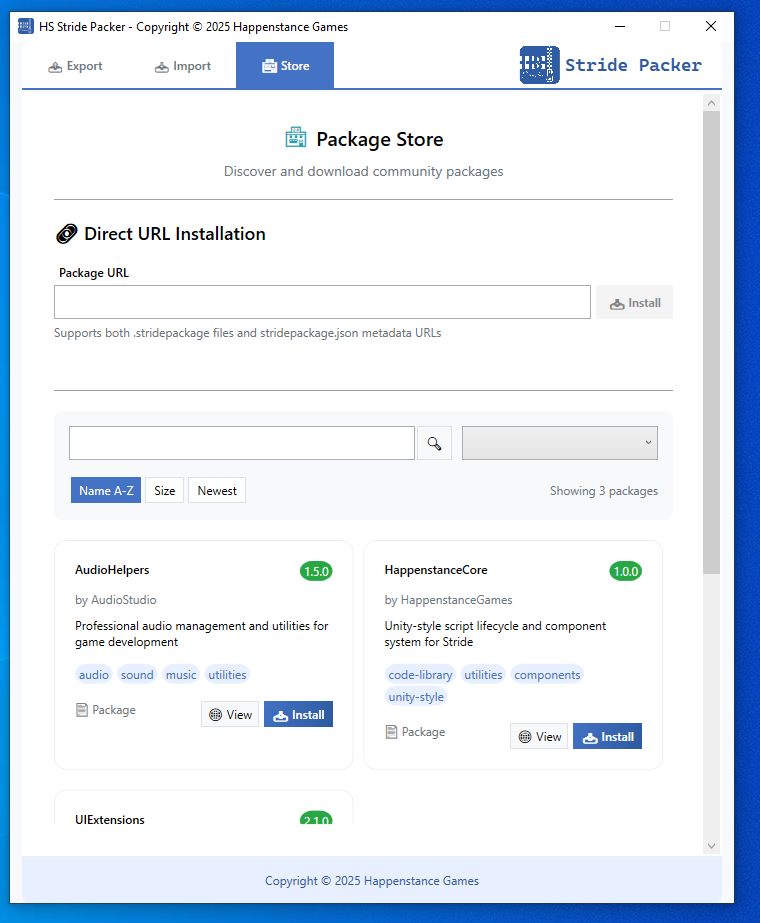 HS Stride Packer - Copyright © 2025 Happenstance Games
Export
Import
Store
Stride Packer
Package Store
Discover and download community packages
Direct URL Installation
Package URL
Install
Supports both .stridepackage files and stridepackage.json metadata URLs
Name A-Z
Size
Newest
Showing 3 packages
AudioHelpers
1.5.0
by AudioStudio
Professional audio management and utilities for
game development
audio
sound
music
utilities
Package
View
Install
HappenstanceCore
1.0.0
by HappenstanceGames
Unity-style script lifecycle and component
system for Stride
code-library
utilities
components
unity-style
Package
View
Install
UIExtensions
2.1.0
Copyright © 2025 Happenstance Games